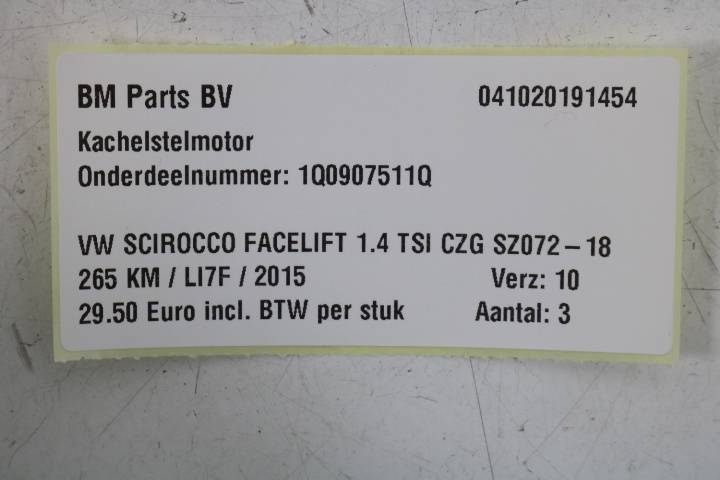 BM Parts BV 041020191454
Kachelstelmotor
Onderdeelnummer: 1Q0907511Q
VW SCIROCCO FACELIFT 1.4 TSI CZG SZ072-18
265 KM / LI7F / 2015 Verz: 10
29.50 Euro incl. BTW per stuk Aantal: 3